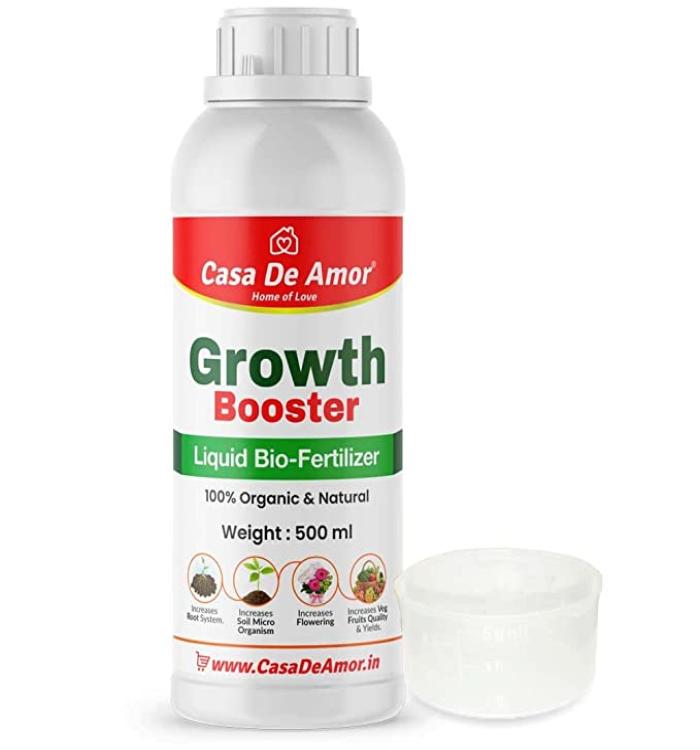 Casa De Amor®
Home of Love
Growth
Booster
Liquid Bio-Fertilizer
100% Organic & Natural
Weight : 500 ml
Increases
Root System.
Increases
Soil Micro
Organism
Increases
Flowering
Increases Veg
Fruits Quality
& Yields.
www.CasaDeAmor.in